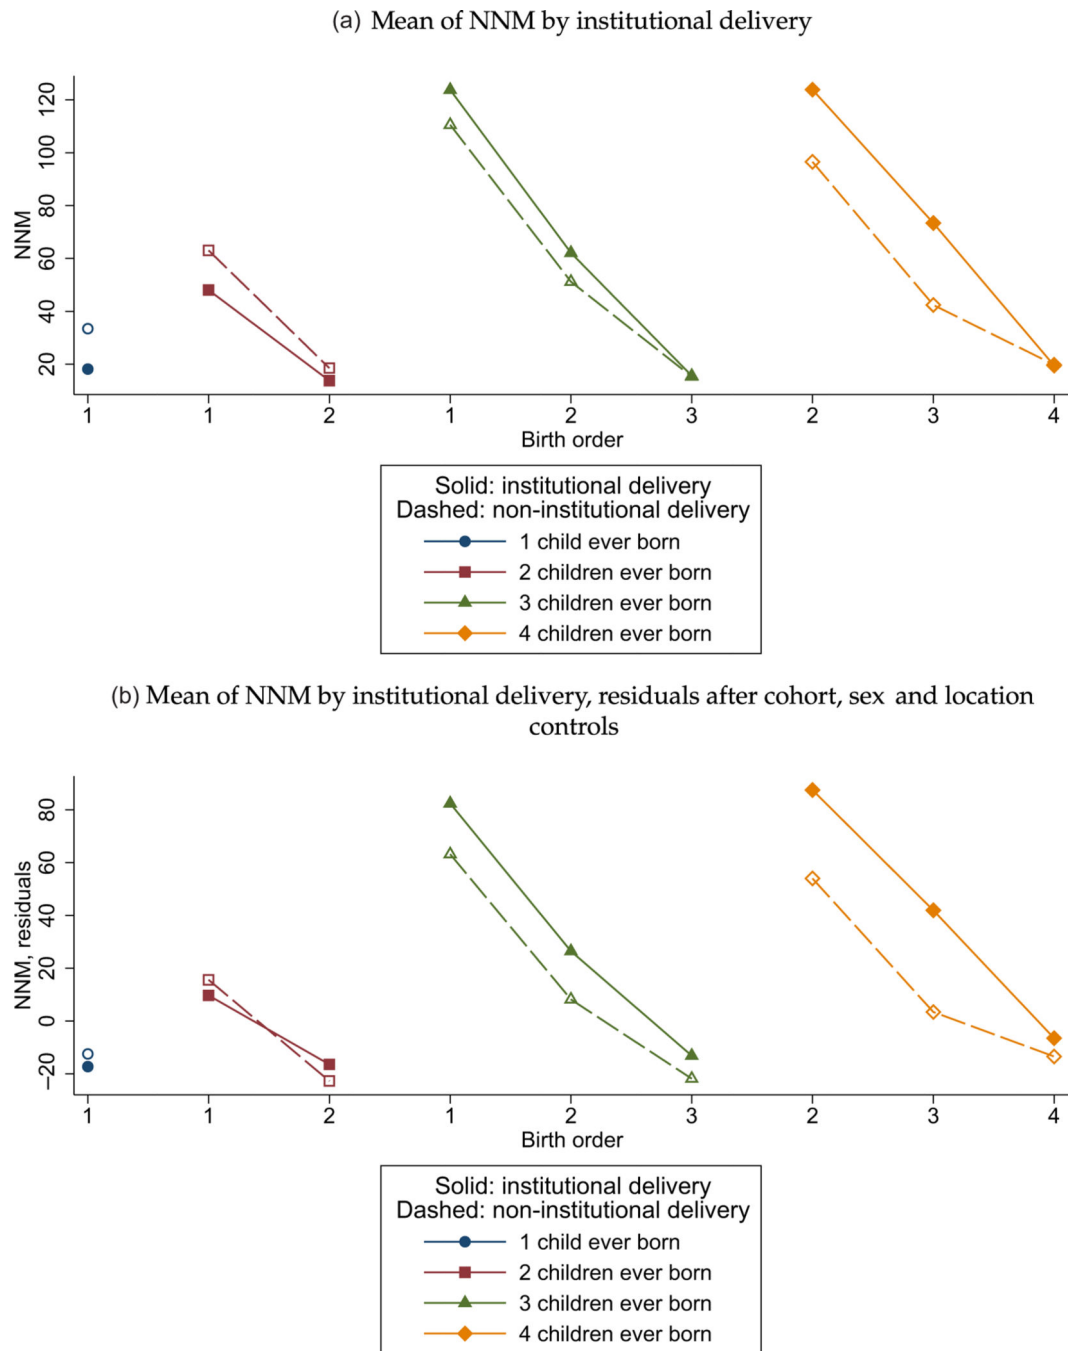 (a) Mean of NNM by institutional delivery
120
100
80
60
40
20
NNM
1 1 2 1 2 3 2 3 4
Birth order
Solid: institutional delivery
Dashed: non-institutional delivery
1 child ever born
2 children ever born
3 children ever born
4 children ever born
(b) Mean of NNM by institutional delivery, residuals after cohort, sex and location
controls
80
60
40
20
0
−20
NNM, residuals
1 1 2 1 2 3 2 3 4
Birth order
Solid: institutional delivery
Dashed: non-institutional delivery
1 child ever born
2 children ever born
3 children ever born
4 children ever born